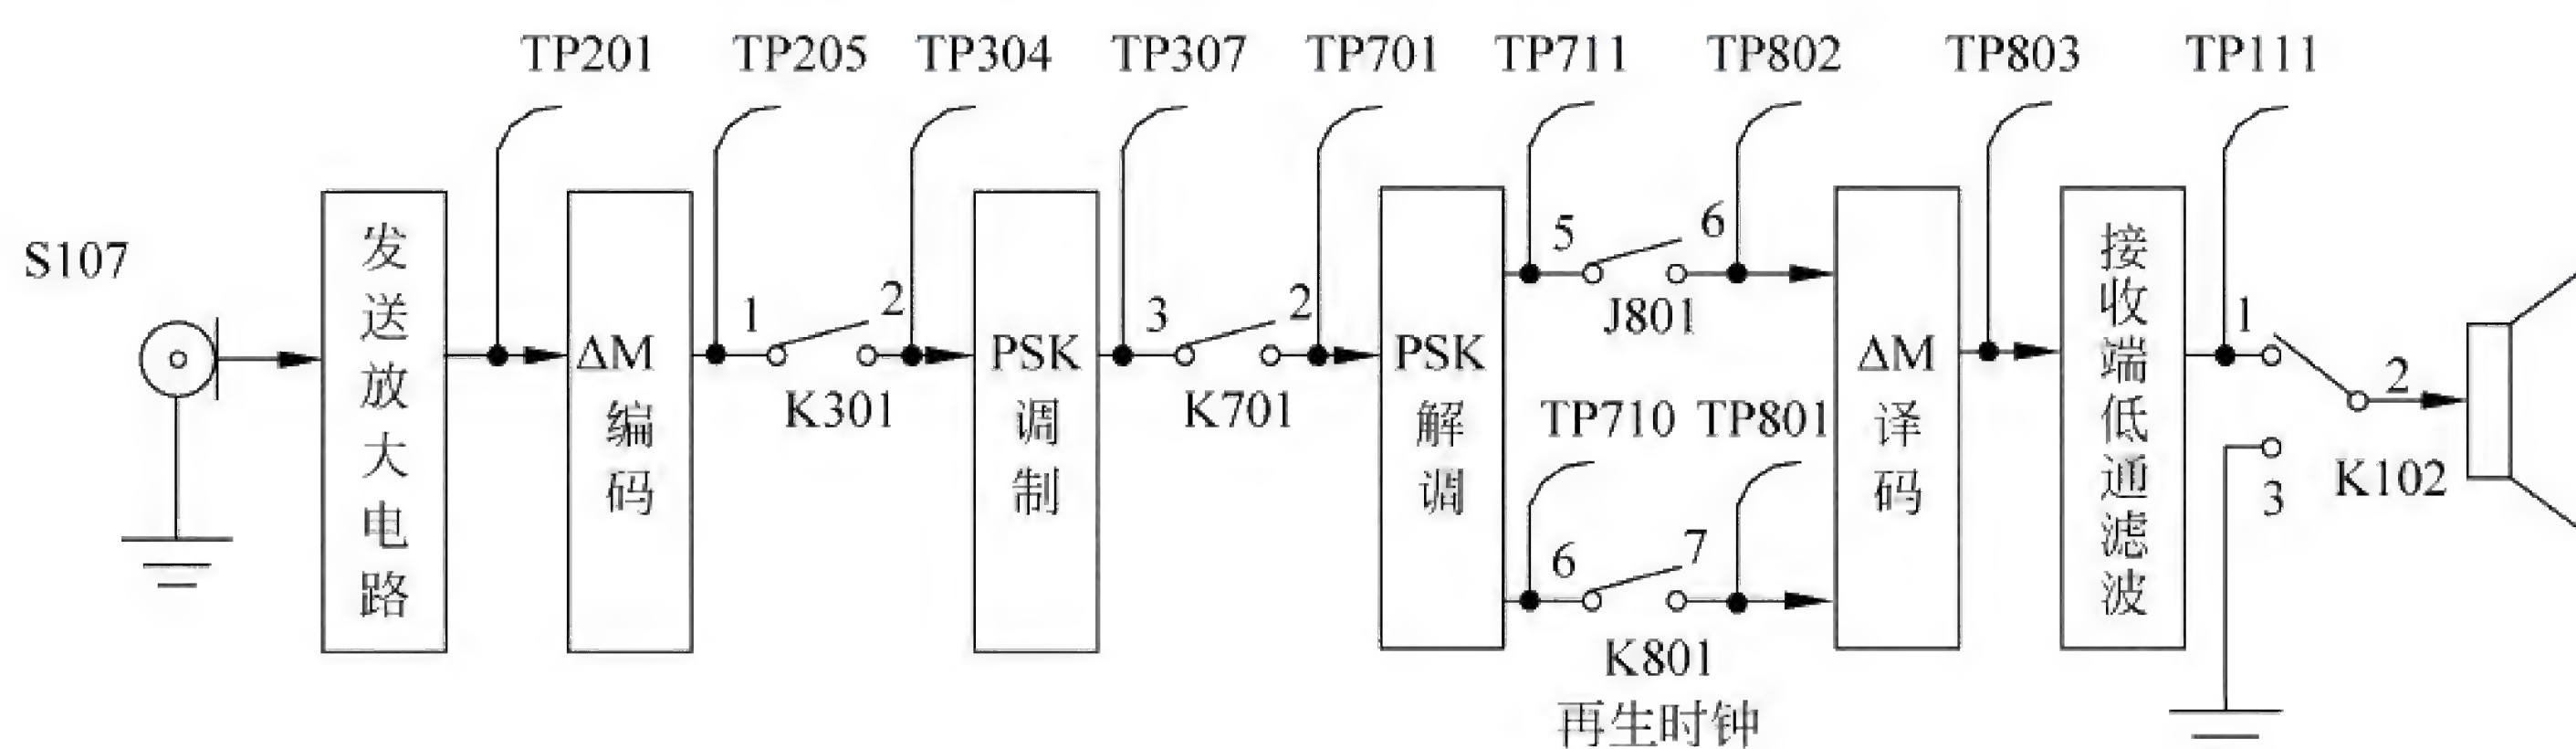 TP201 TP205 TP304 TP307 TP701 TP711 TP802 TP803 TP111
S107
发送放大电路
ΔM编码
1 2
K301
PSK调制
3 2
K701
PSK解调
5 6
J801
TP710 TP801
6 7
K801
再生时钟
ΔM译码
接收端低通滤波
1
2
3
K102